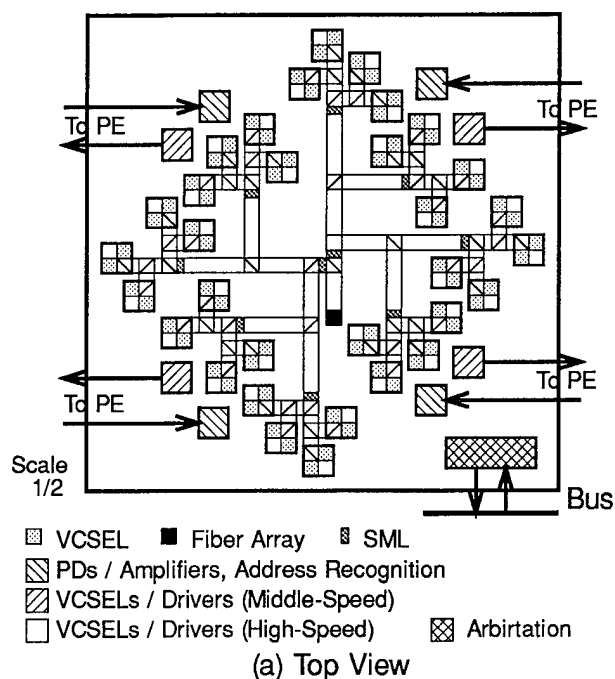 To PE
To PE
To PE
To PE
Scale
1/2
Bus
VCSEL
Fiber Array
SML
PDs / Amplifiers, Address Recognition
VCSELs / Drivers (Middle-Speed)
VCSELs / Drivers (High-Speed)
Arbirtation
(a) Top View